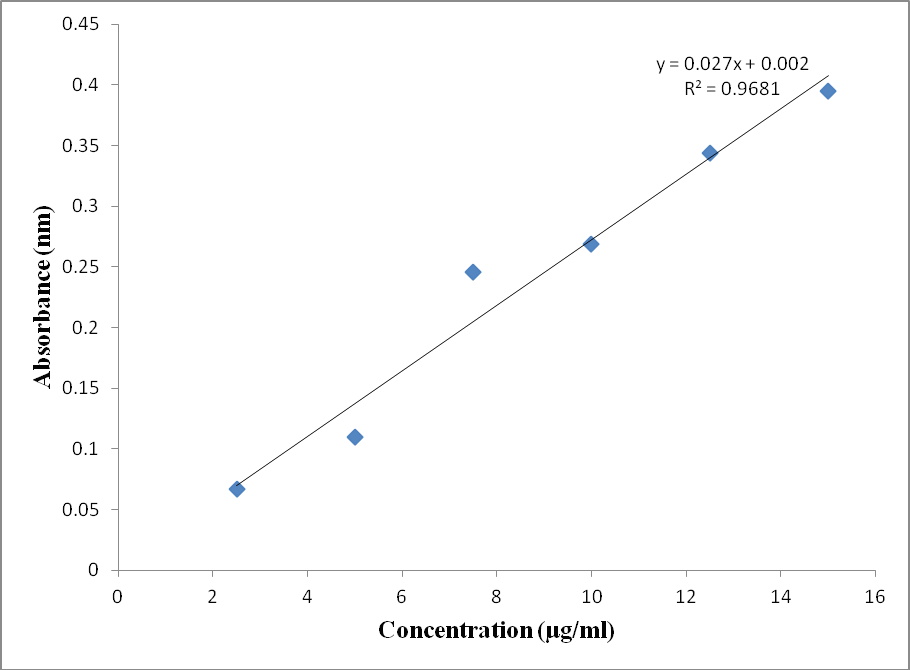 0.45
0.4
0.35
0.3
0.25
0.2
0.15
0.1
0.05
0
Absorbance (nm)
y = 0.027x + 0.002
R² = 0.9681
0 2 4 6 8 10 12 14 16
Concentration (µg/ml)